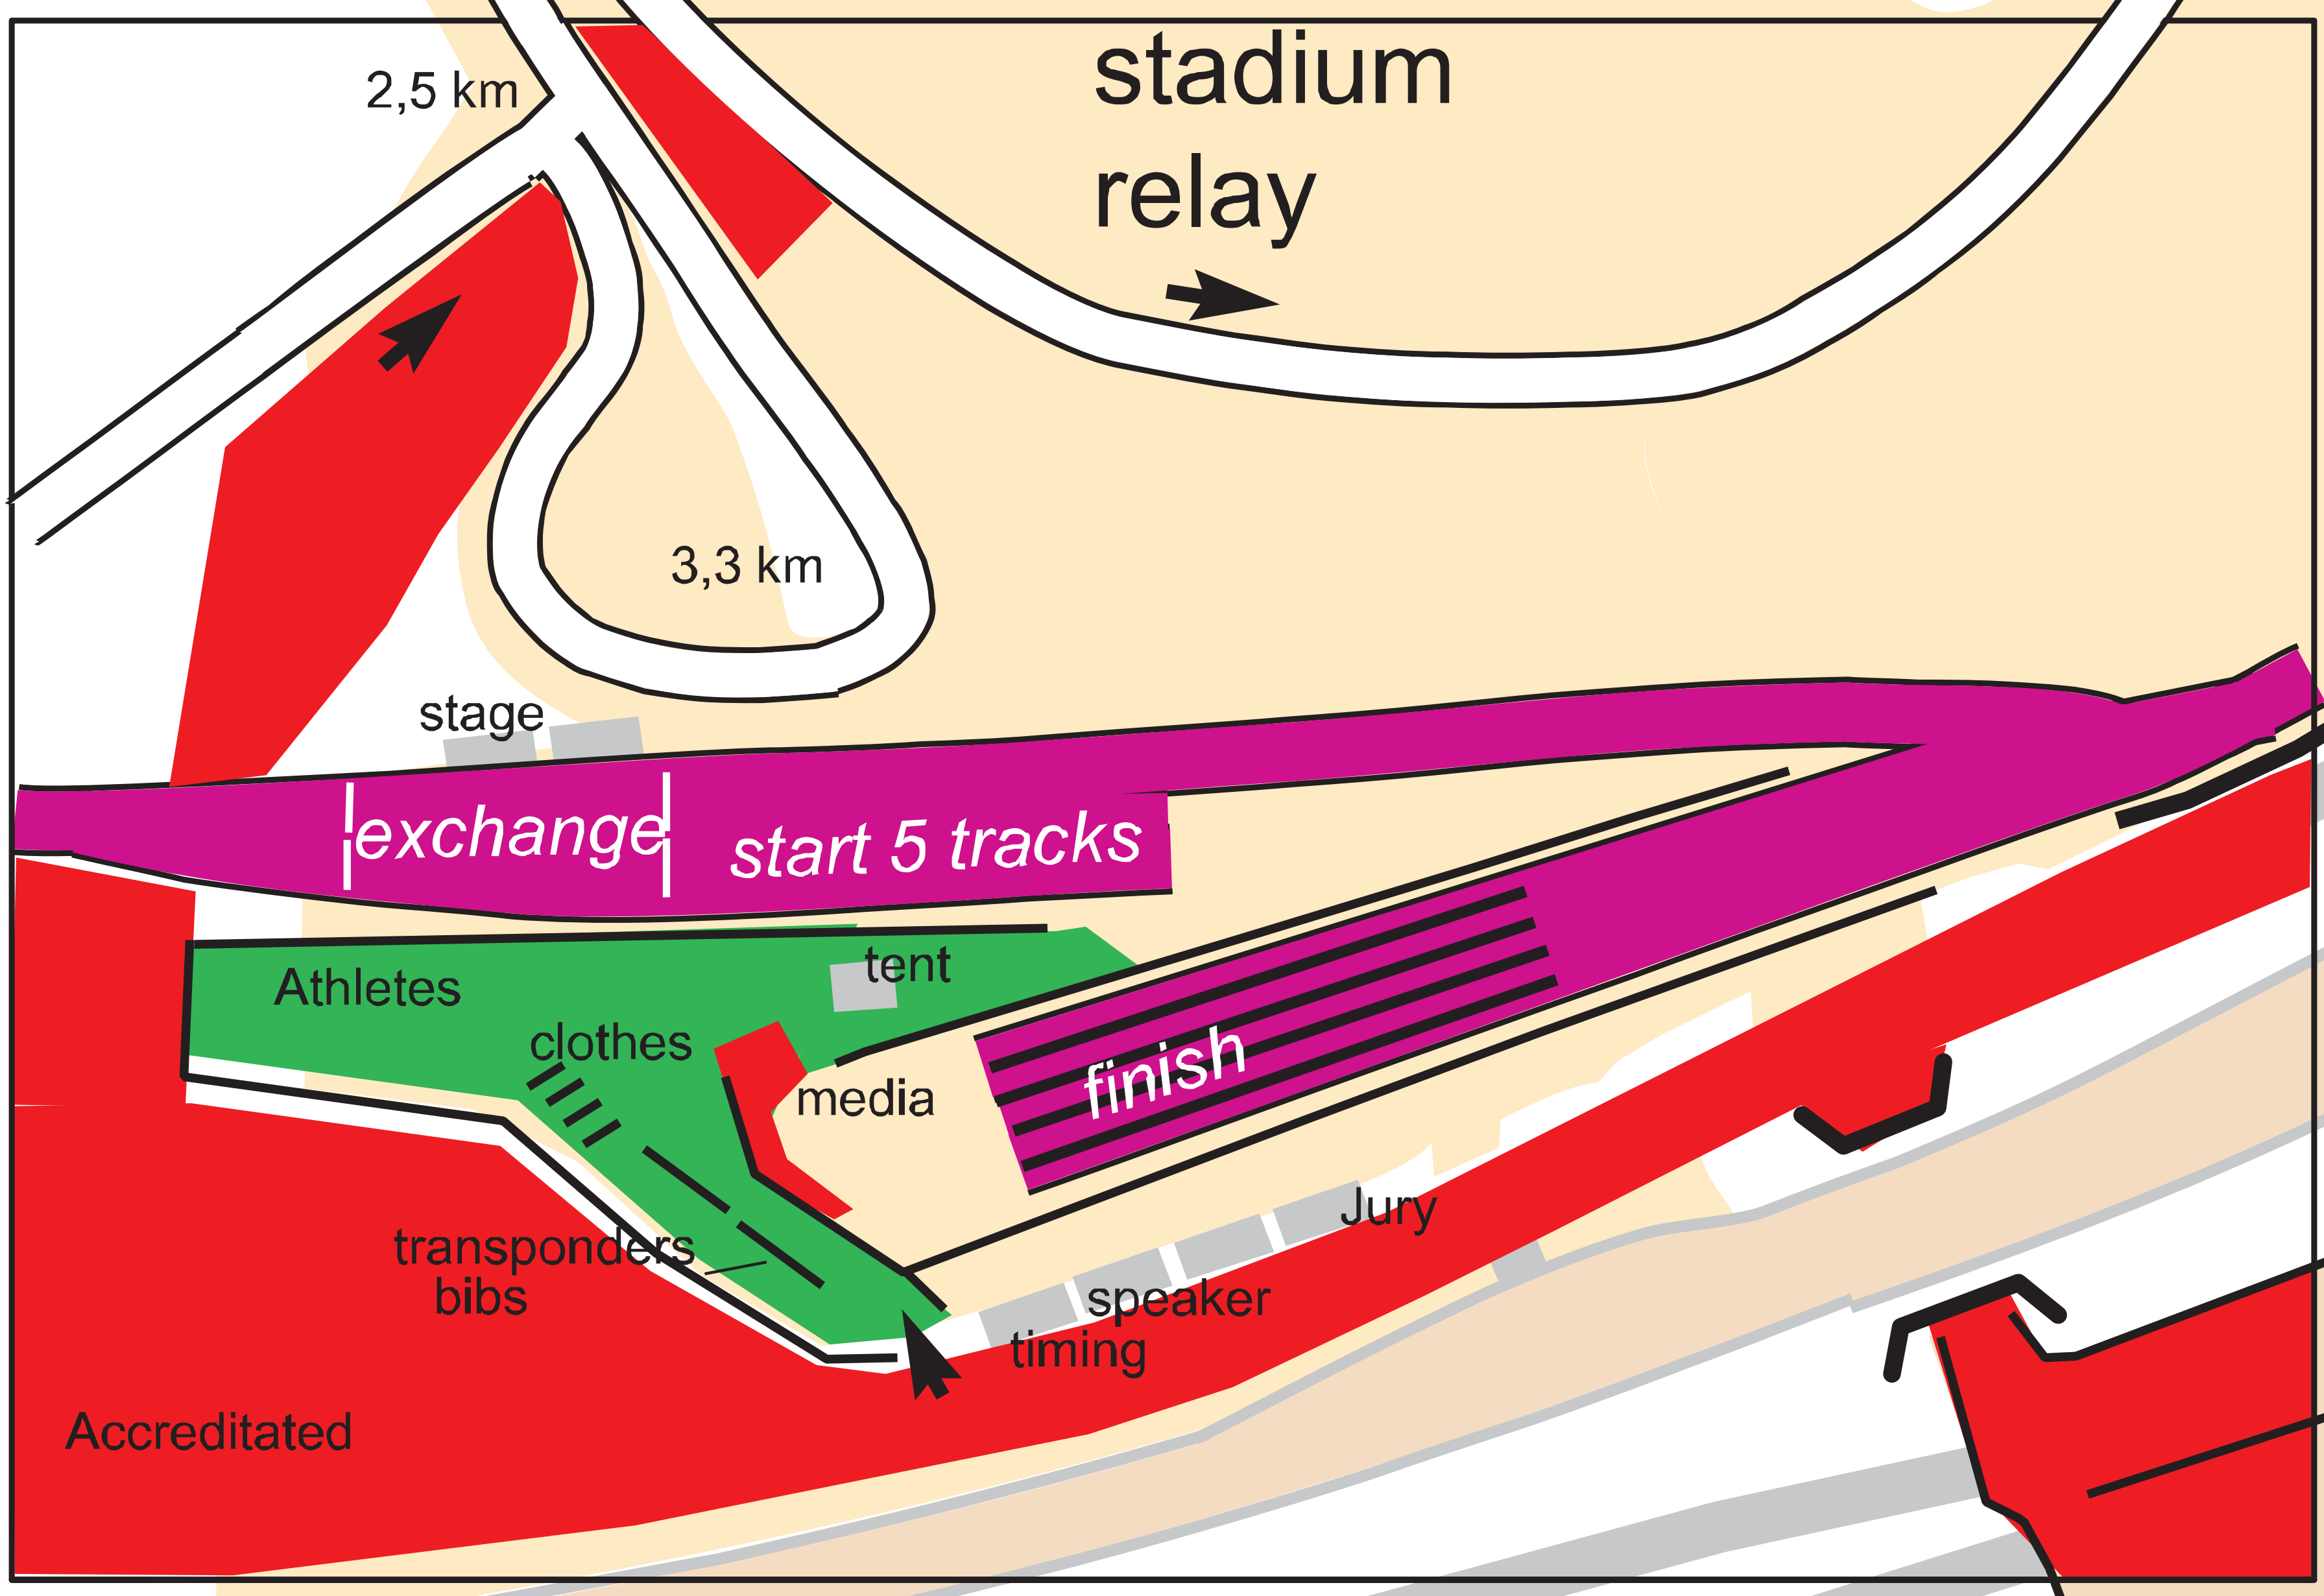 stadium
relay
2,5 km
3,3 km
stage
exchange
start 5 tracks
tent
Athletes
clothes
media
finish
Jury
transponders
bibs
speaker
timing
Accreditated